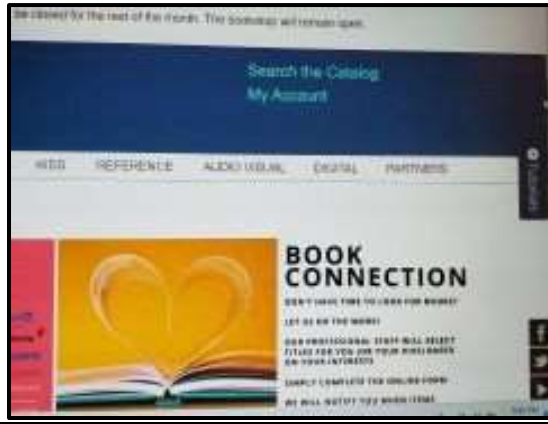 be closed for the rest of the month. The bookshop will remain open.
Search the Catalog
My Account
KIDS REFERENCE AUDIO VISUAL DIGITAL PARTNERS
BOOK
CONNECTION
DON'T HAVE TIME TO LOOK FOR BOOKS?
LET US DO THE WORK!
OUR PROFESSIONAL STAFF WILL SELECT
TITLES FOR YOU
ON YOUR INTERESTS
SIMPLY COMPLETE THE ONLINE FORM
WE WILL NOTIFY YOU WHEN ITEMS